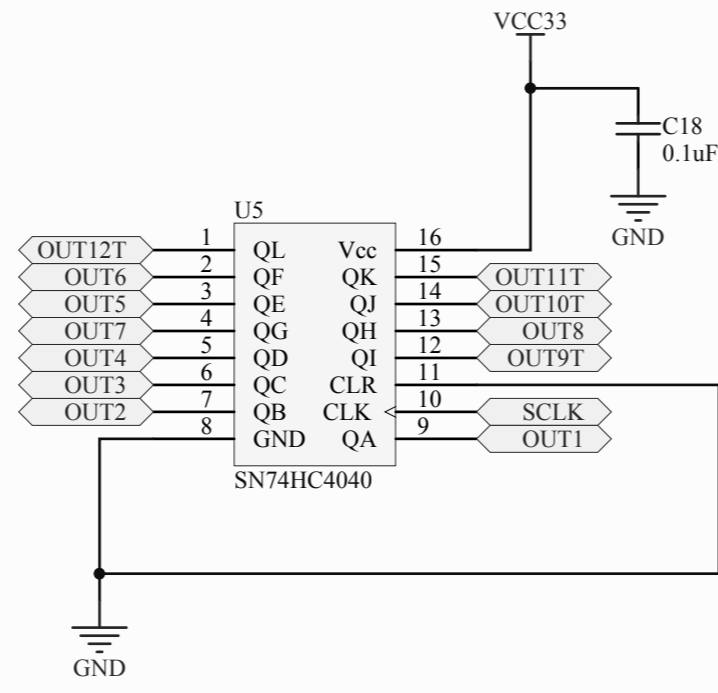 VCC33
C18
0.1uF
GND
U5
OUT12T 1 QL Vcc 16
OUT6 2 QF QK 15 OUT11T
OUT5 3 QE QJ 14 OUT10T
OUT7 4 QG QH 13 OUT8
OUT4 5 QD QI 12 OUT9T
OUT3 6 QC CLR 11
OUT2 7 QB CLK 10 SCLK
8 GND QA 9 OUT1
SN74HC4040
GND